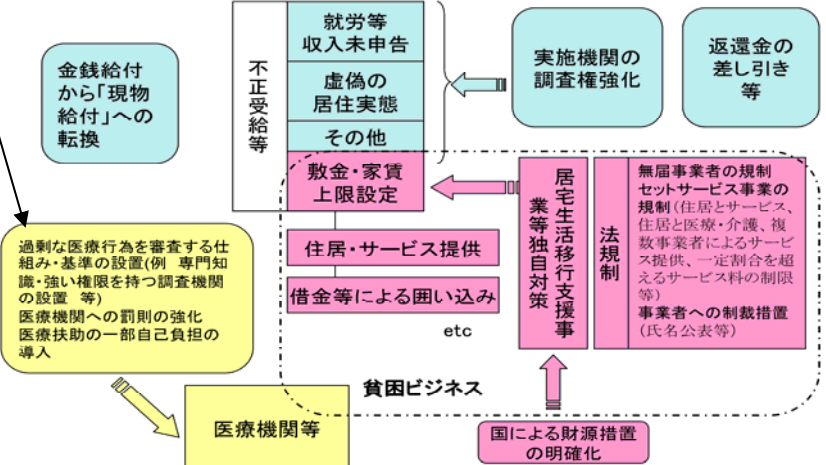 金銭給付
から「現物
給付」への
転換
不正受給等
就労等
収入未申告
虚偽の
居住実態
その他
敷金・家賃
上限設定
実施機関の
調査権強化
返還金の
差し引き
等
住居・サービス提供
借金等による囲い込み
etc
居宅生活移行支援事
業等独自対策
法規制
無届事業者の規制
セットサービス事業の
規制(住居とサービス、
住居と医療・介護、複
数事業者によるサービ
ス提供、一定割合を超
えるサービス料の制限
等)
事業者への制裁措置
(氏名公表等)
過剰な医療行為を審査する仕
組み・基準の設置(例 専門知
識・強い権限を持つ調査機関
の設置 等)
医療機関への罰則の強化
医療扶助の一部自己負担の
導入
貧困ビジネス
医療機関等
国による財源措置
の明確化